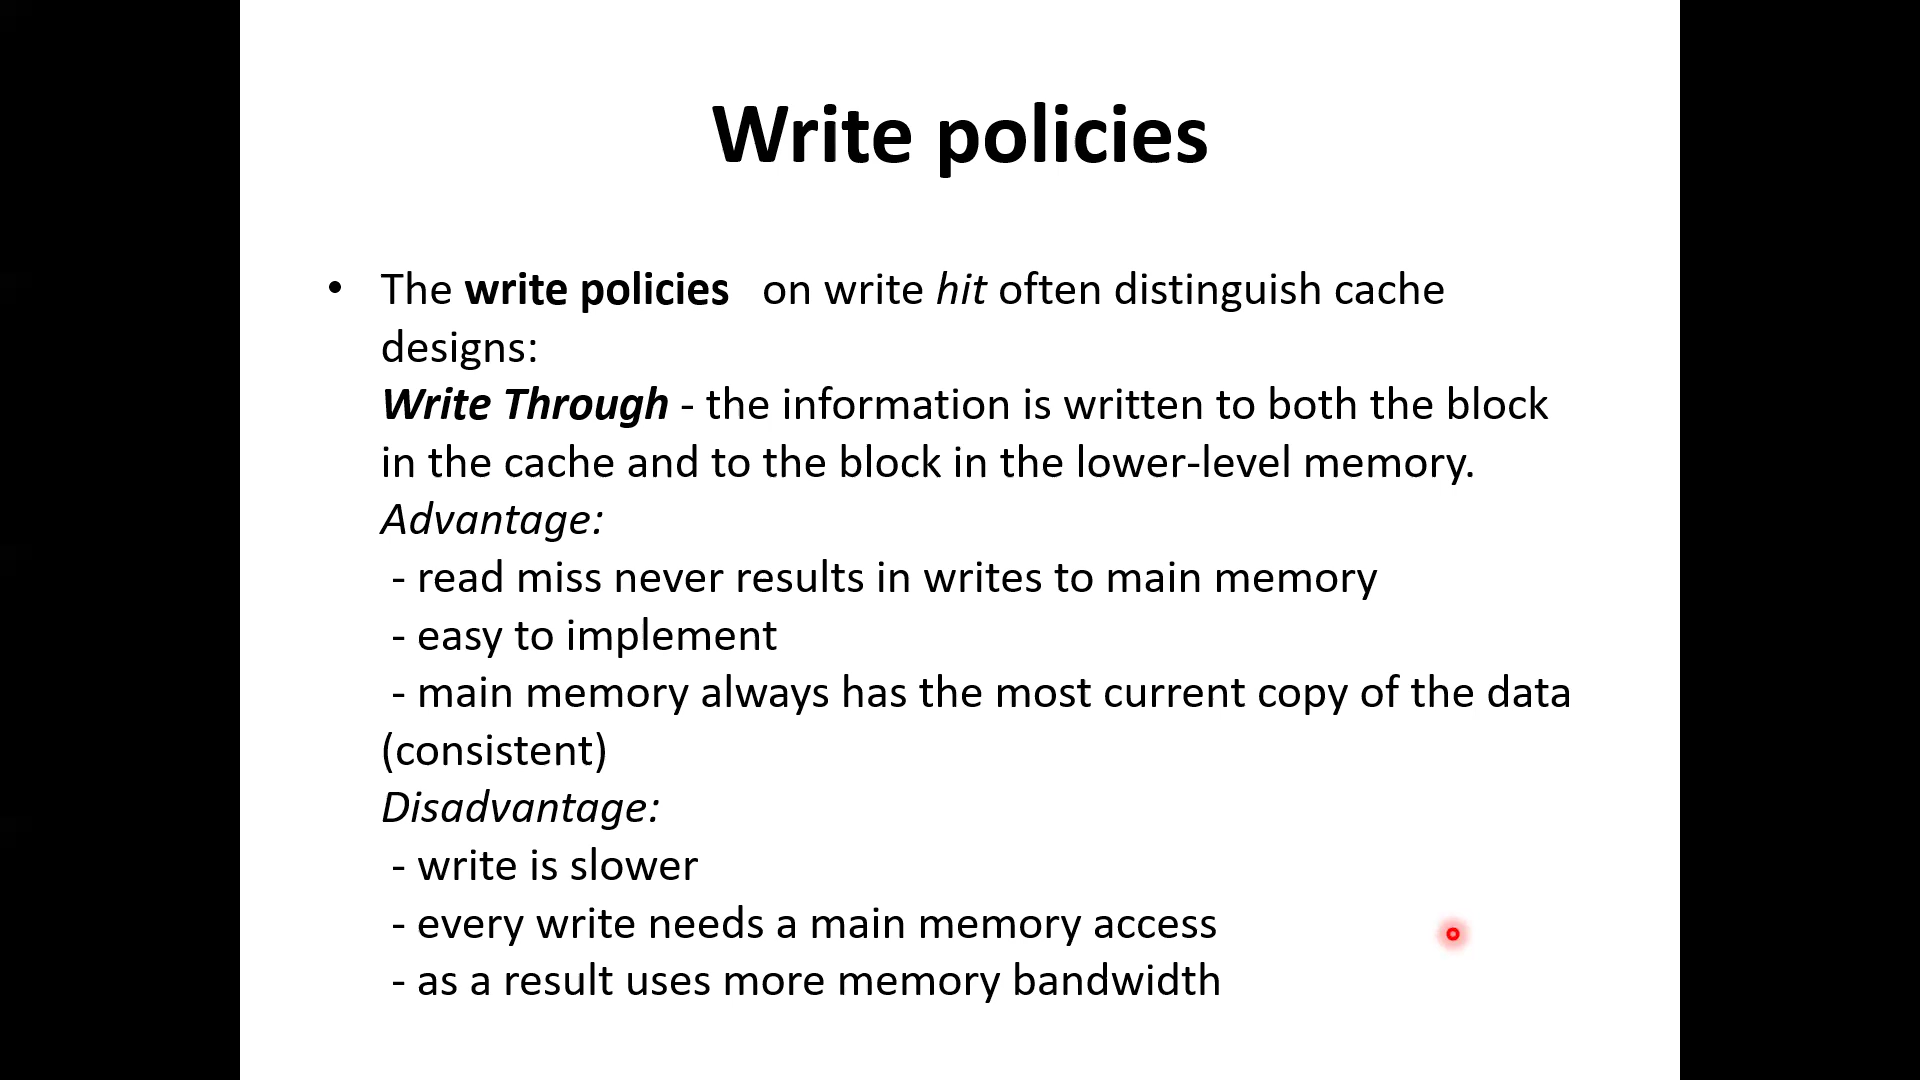 Write policies
• The write policies on write hit often distinguish cache
designs:
Write Through - the information is written to both the block
in the cache and to the block in the lower-level memory.
Advantage:
- read miss never results in writes to main memory
- easy to implement
- main memory always has the most current copy of the data
(consistent)
Disadvantage:
- write is slower
- every write needs a main memory access
- as a result uses more memory bandwidth